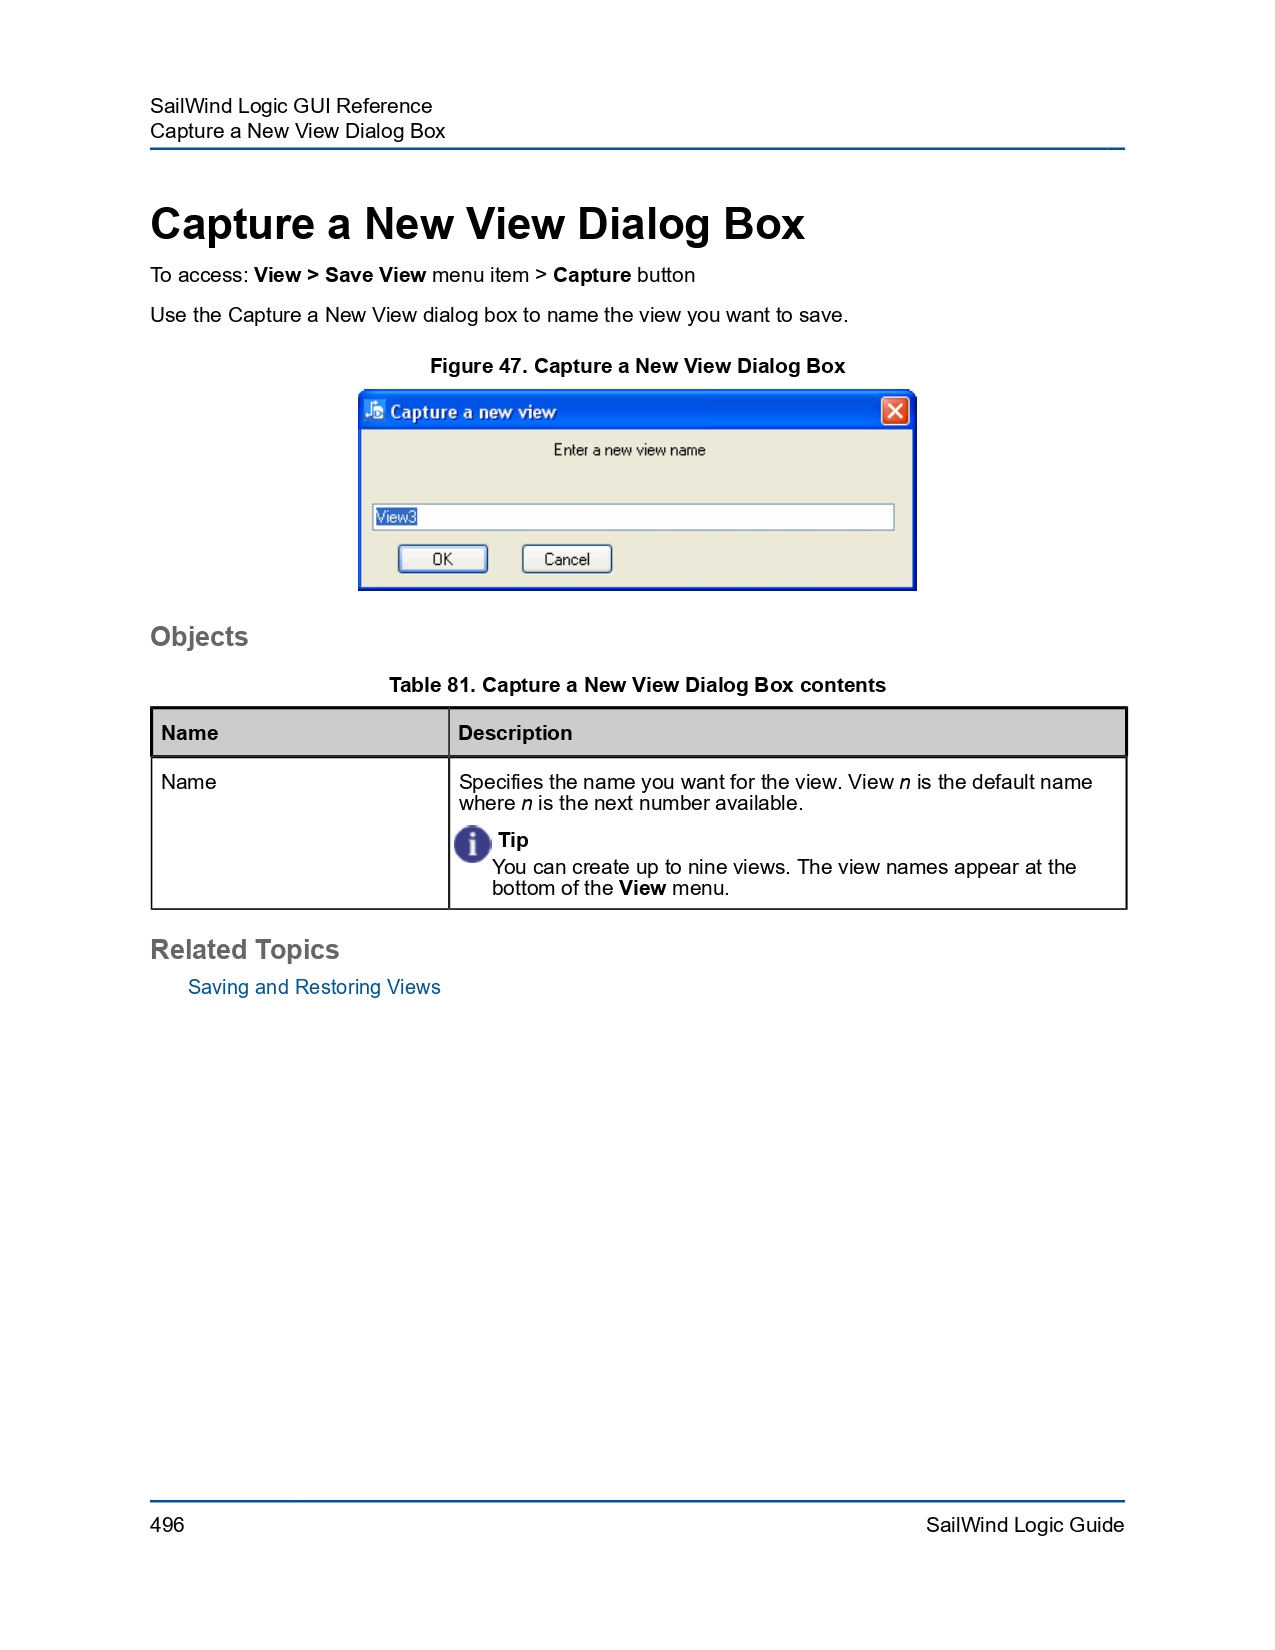 SailWind Logic GUI Reference
Capture a New View Dialog Box
Capture a New View Dialog Box
To access: View > Save View menu item > Capture button
Use the Capture a New View dialog box to name the view you want to save.
Figure 47. Capture a New View Dialog Box
Capture a new view
Enter a new view name
View3
OK Cancel
Objects
Table 81. Capture a New View Dialog Box contents
Name Description
Name Specifies the name you want for the view. View n is the default name
where n is the next number available.
Tip
You can create up to nine views. The view names appear at the
bottom of the View menu.
Related Topics
Saving and Restoring Views
496 SailWind Logic Guide